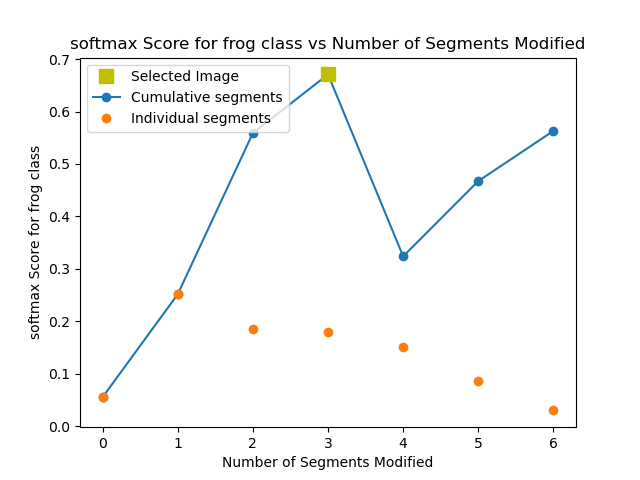 softmax Score for frog class vs Number of Segments Modified
Selected Image
Cumulative segments
Individual segments
softmax Score for frog class
0.7
0.6
0.5
0.4
0.3
0.2
0.1
0.0
0 1 2 3 4 5 6
Number of Segments Modified